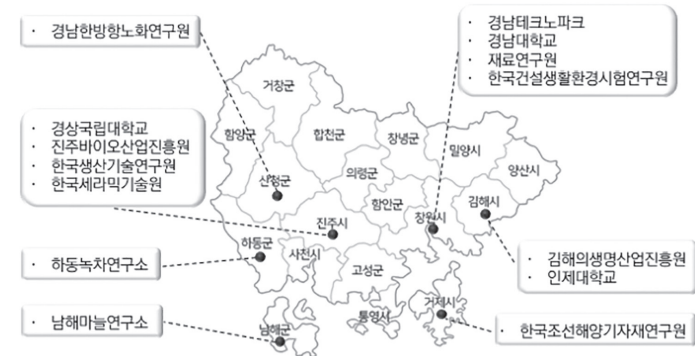 · 경남한방항노화연구원
· 경남테크노파크
· 경남대학교
· 재료연구원
· 한국건설생활환경시험연구원
· 경상국립대학교
· 진주바이오산업진흥원
· 한국생산기술연구원
· 한국세라믹기술원
거창군
함양군
합천군
창녕군
밀양시
양산시
산청군
의령군
함안군
창원시
김해시
진주시
하동군
사천시
고성군
통영시
거제시
남해군
· 하동녹차연구소
· 남해마늘연구소
· 김해의생명산업진흥원
· 인제대학교
· 한국조선해양기자재연구원